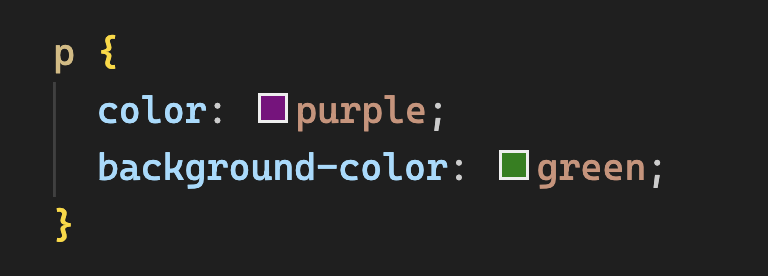 p {
  color: purple;
  background-color: green;
}